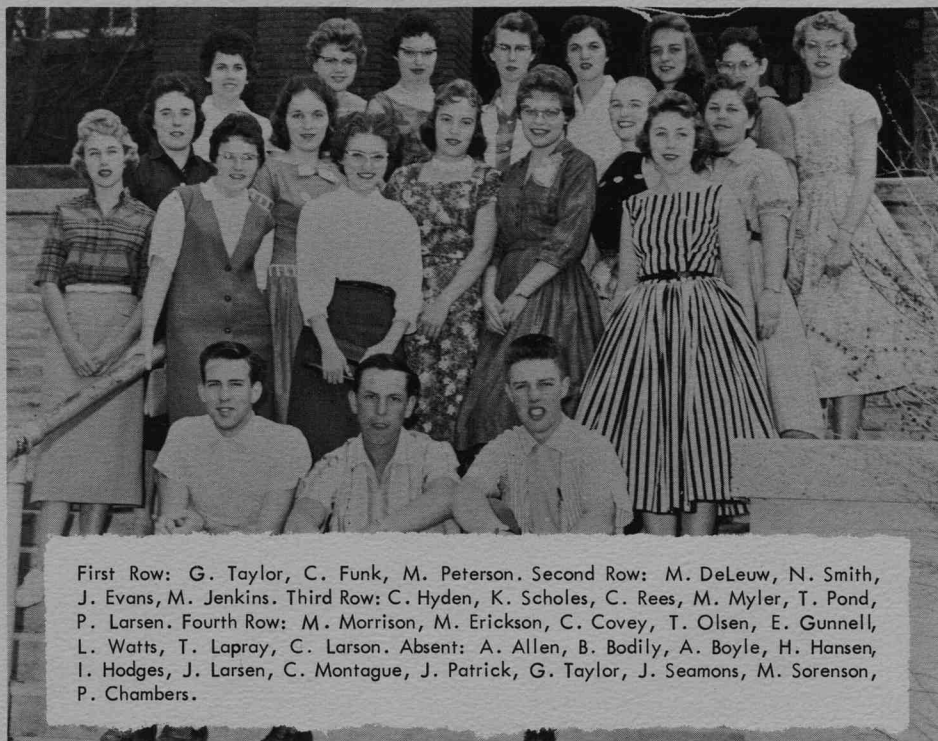 First Row: G. Taylor, C. Funk, M. Peterson. Second Row: M. DeLeuw, N. Smith,
J. Evans, M. Jenkins. Third Row: C. Hyden, K. Scholes, C. Rees, M. Myler, T. Pond,
P. Larsen. Fourth Row: M. Morrison, M. Erickson, C. Covey, T. Olsen, E. Gunnell,
L. Watts, T. Lapray, C. Larson. Absent: A. Allen, B. Bodily, A. Boyle, H. Hansen,
I. Hodges, J. Larsen, C. Montague, J. Patrick, G. Taylor, J. Seamons, M. Sorenson,
P. Chambers.